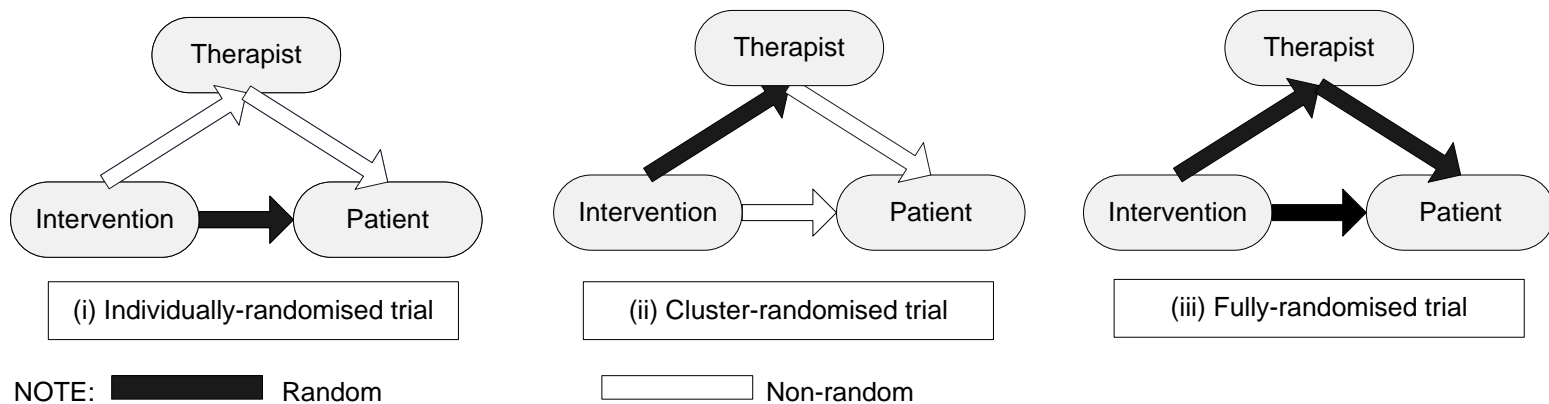 Therapist
Intervention
Patient
(i) Individually-randomised trial
Therapist
Intervention
Patient
(ii) Cluster-randomised trial
Therapist
Intervention
Patient
(iii) Fully-randomised trial
NOTE: Random
Non-random